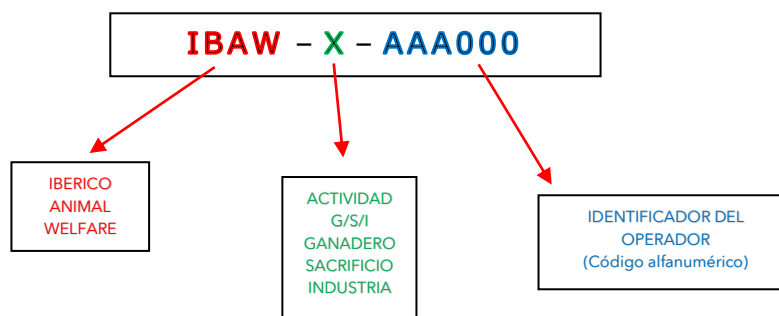 IBAW – X – AAA000
IBERICO
ANIMAL
WELFARE
ACTIVIDAD
G/S/I
GANADERO
SACRIFICIO
INDUSTRIA
IDENTIFICADOR DEL
OPERADOR
(Código alfanumérico)